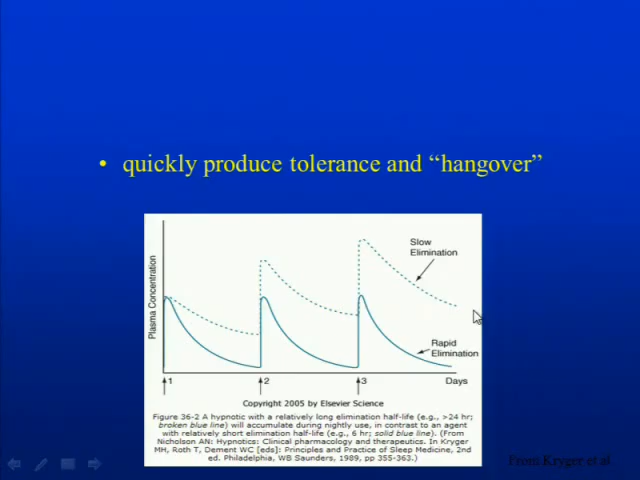 • quickly produce tolerance and “hangover”
Slow
Elimination
Plasma Concentration
Rapid
Elimination
1 2 3 Days
Copyright 2005 by Elsevier Science
Figure 36-2 A hypnotic with a relatively long elimination half-life (e.g., >24 hr;
broken blue line) will accumulate during nightly use, in contrast to an agent
with relatively short elimination half-life (e.g., 6 hr; solid blue line). (From
Nicholson AN: Hypnotics: Clinical pharmacology and therapeutics. In Kryger
MH, Roth T, Dement WC [eds]: Principles and Practice of Sleep Medicine, 2nd
ed. Philadelphia, WB Saunders, 1989, pp 355-363.)
From Kryger et al